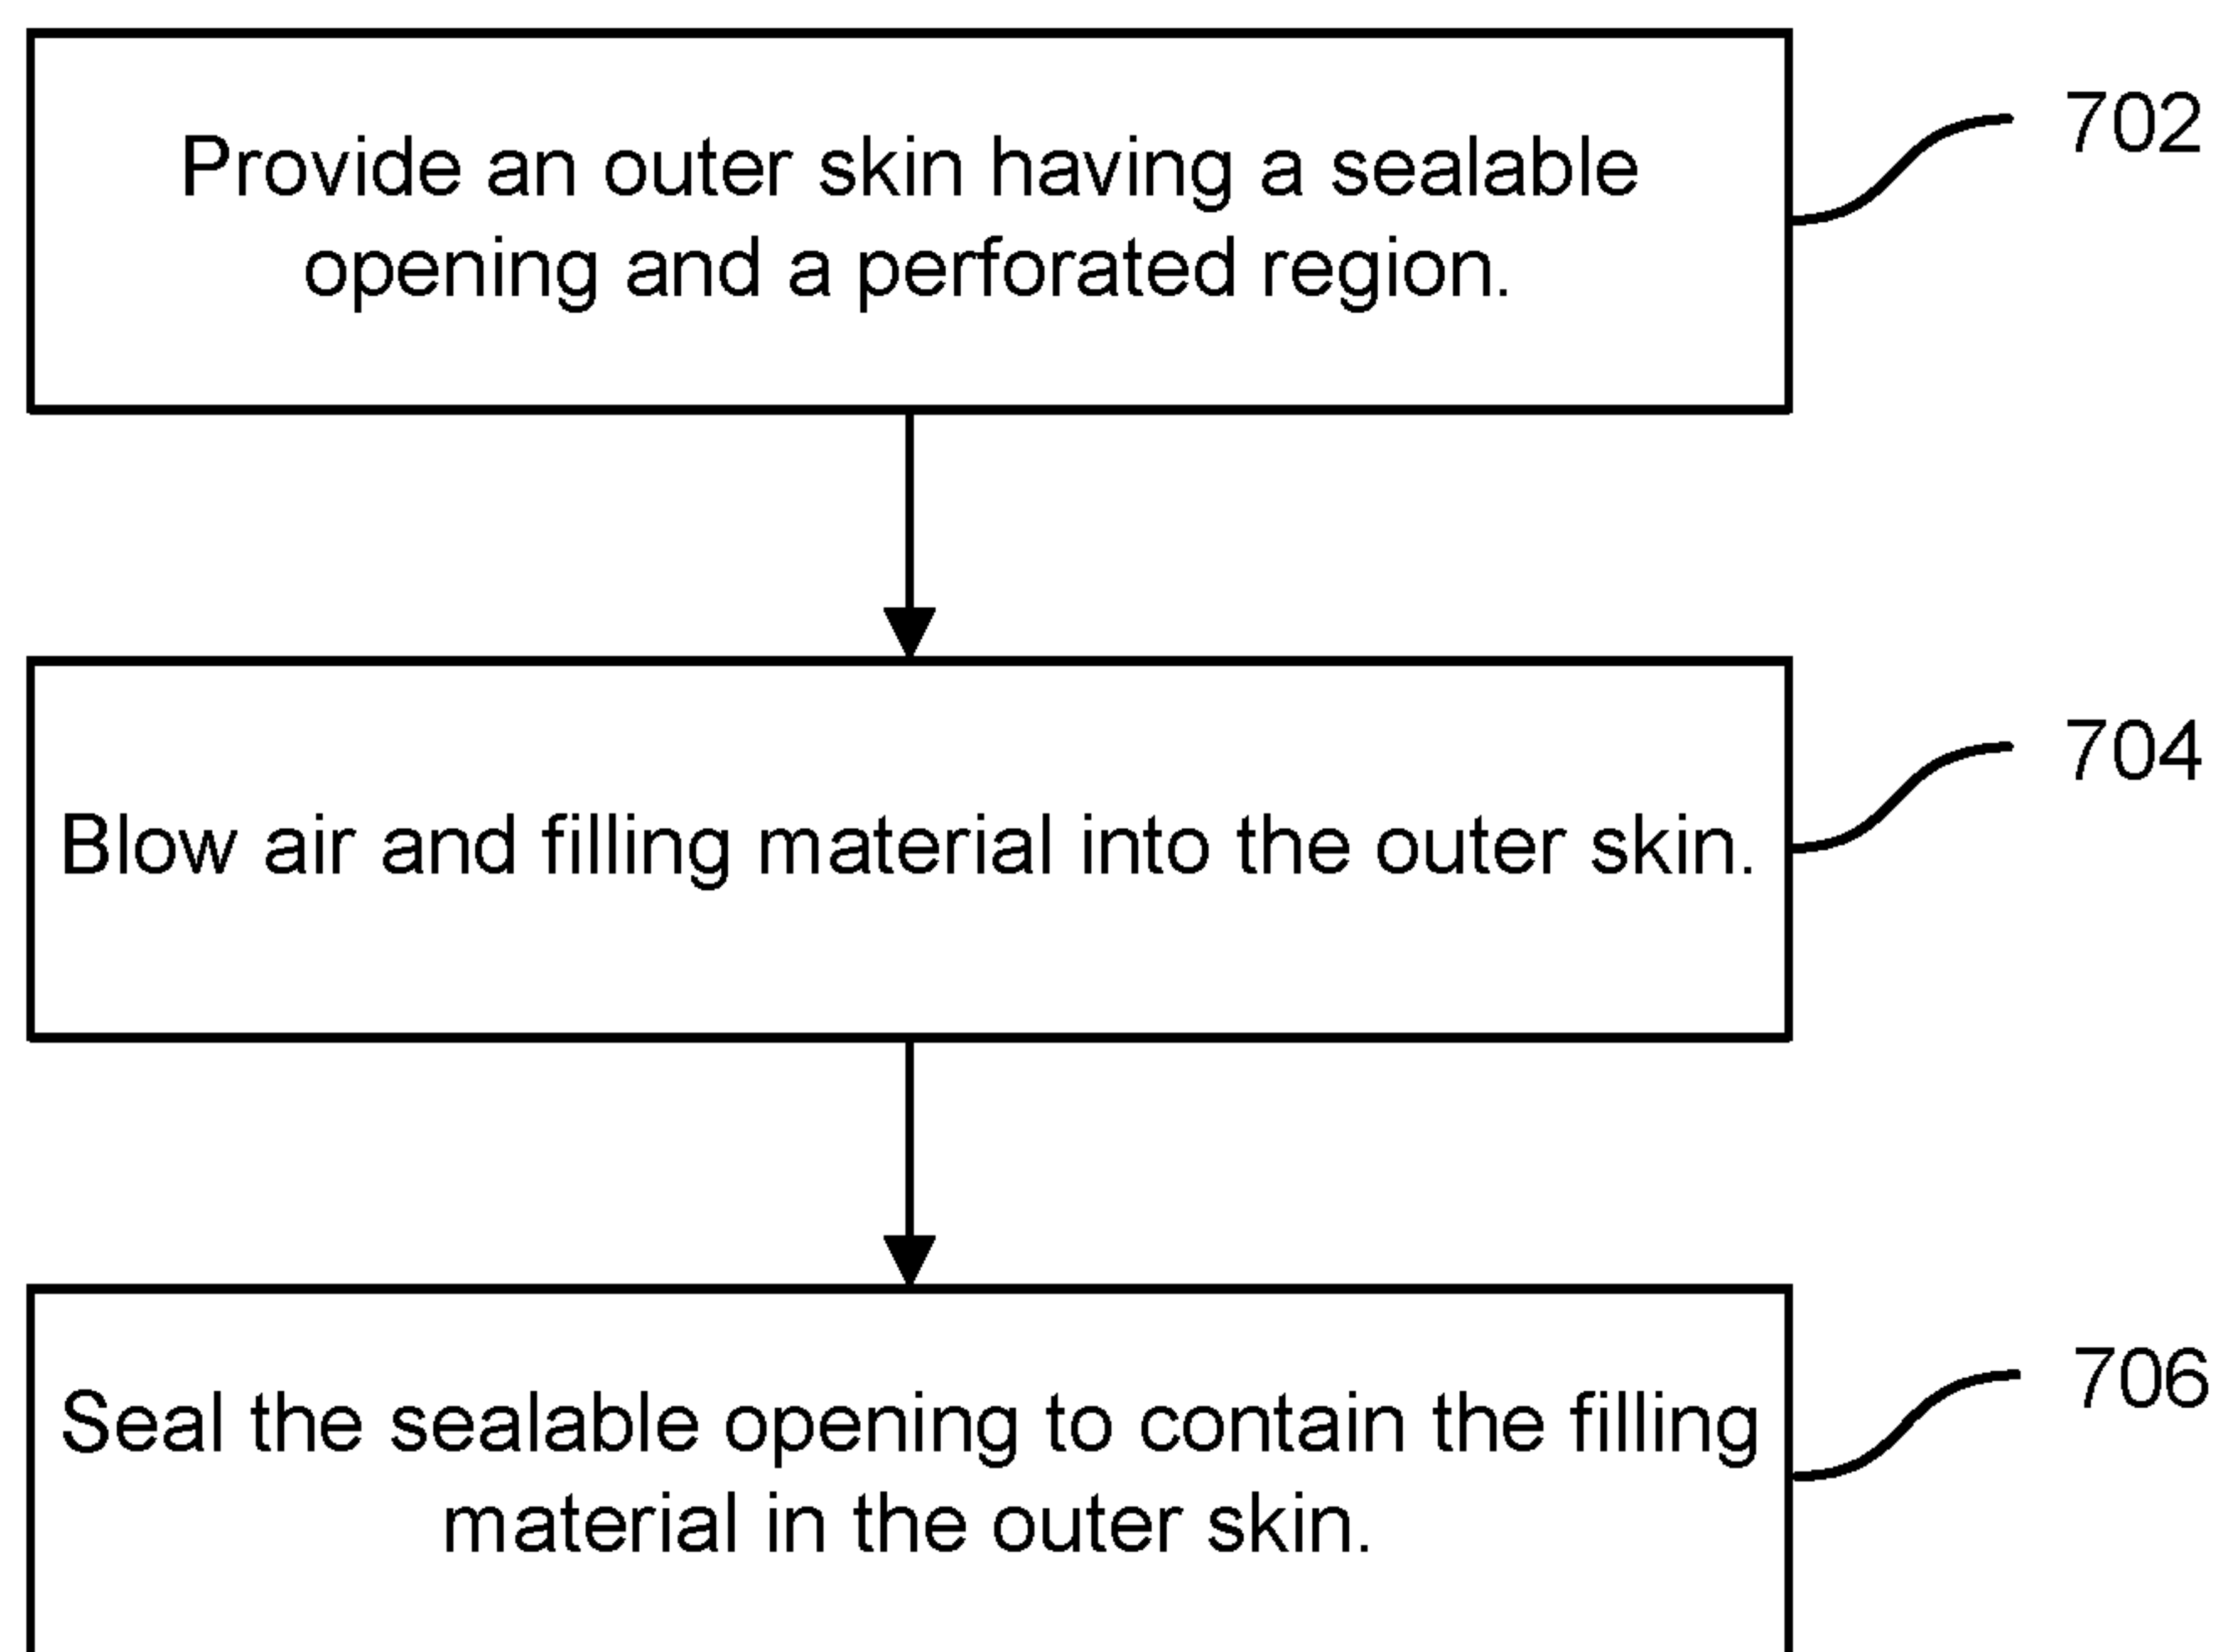 Provide an outer skin having a sealable
opening and a perforated region.
702
Blow air and filling material into the outer skin.
704
Seal the sealable opening to contain the filling
material in the outer skin.
706